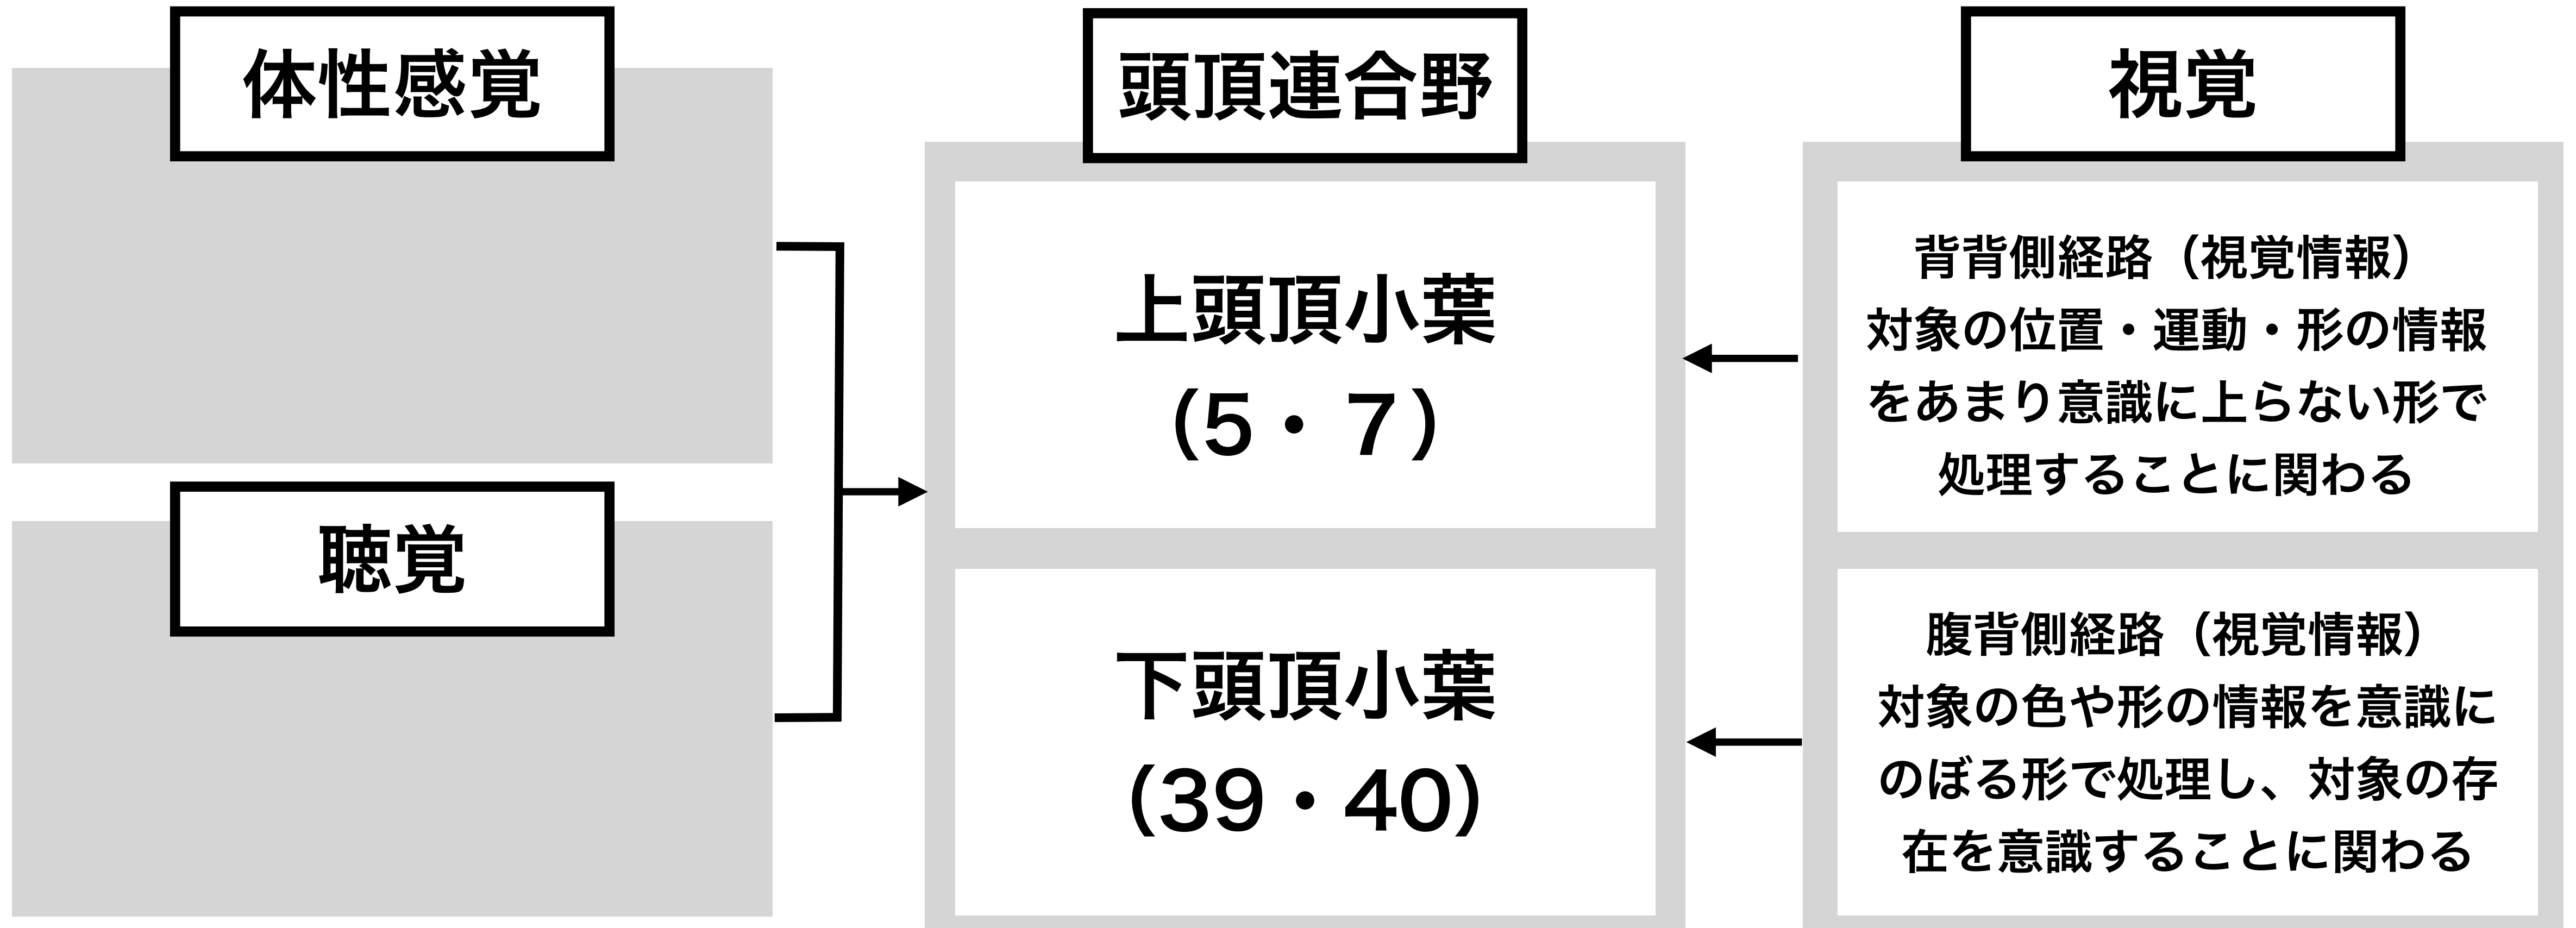 体性感覚
聴覚
頭頂連合野
上頭頂小葉
（5・７）
下頭頂小葉
（39・40）
視覚
背背側経路（視覚情報）
対象の位置・運動・形の情報
をあまり意識に上らない形で
処理することに関わる
腹背側経路（視覚情報）
対象の色や形の情報を意識に
のぼる形で処理し、対象の存
在を意識することに関わる